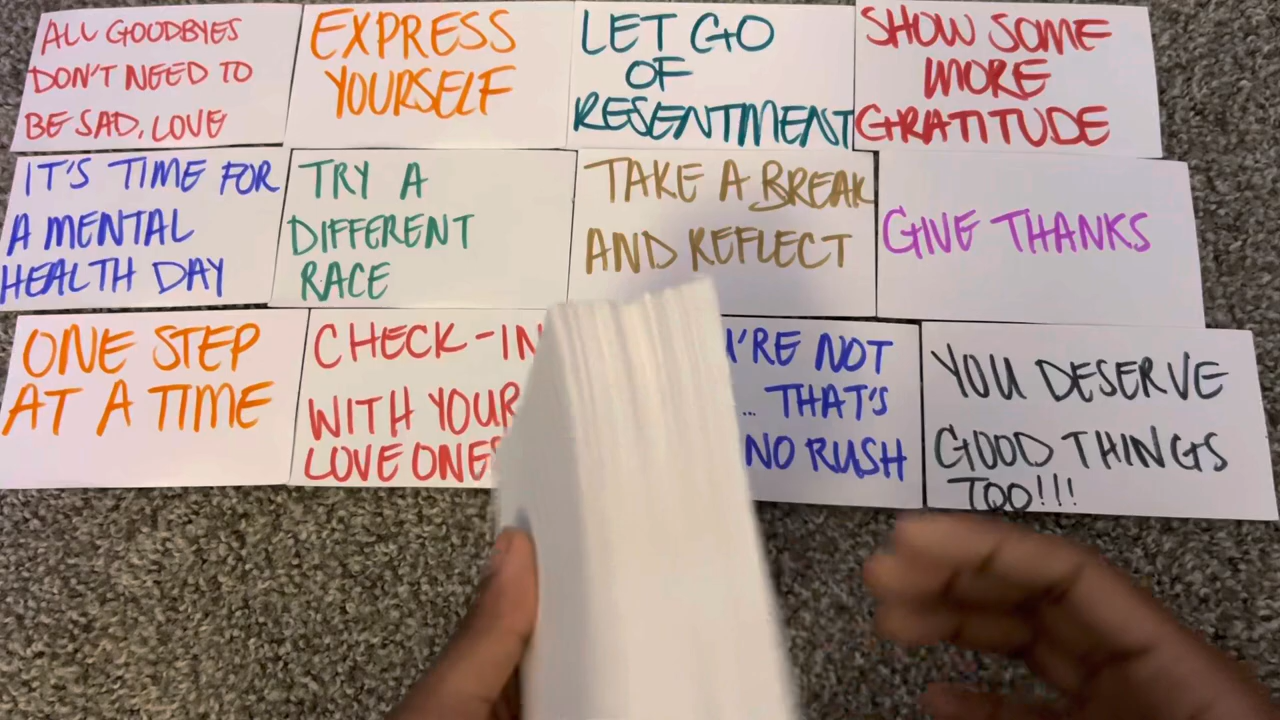 ALL GOODBYES
DON'T NEED TO
BE SAD, LOVE
EXPRESS
YOURSELF
LET GO
OF
RESENTMENT
SHOW SOME
MORE
GRATITUDE
IT'S TIME FOR
A MENTAL
HEALTH DAY
TRY A
DIFFERENT
RACE
TAKE A BREAK
AND REFLECT
GIVE THANKS
ONE STEP
AT A TIME
CHECK-IN
WITH YOUR
LOVE ONES
NOT
... THAT'S
NO RUSH
YOU DESERVE
GOOD THINGS
TOO!!!